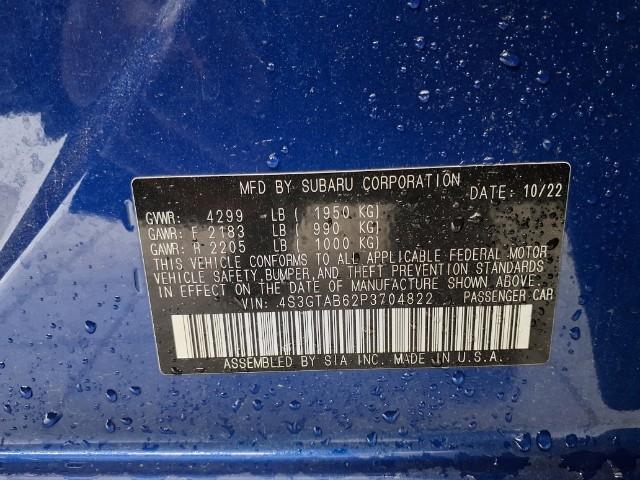 MFD BY SUBARU CORPORATION DATE: 10/22
GVWR: 4299 LB ( 1950 KG)
GAWR: F 2183 LB ( 990 KG)
GAWR: R 2205 LB ( 1000 KG)
THIS VEHICLE CONFORMS TO ALL APPLICABLE FEDERAL MOTOR
VEHICLE SAFETY, BUMPER, AND THEFT PREVENTION STANDARDS
IN EFFECT ON THE DATE OF MANUFACTURE SHOWN ABOVE.
VIN: 4S3GTAB62P3704822 PASSENGER CAR
ASSEMBLED BY SIA INC. MADE IN U.S.A.